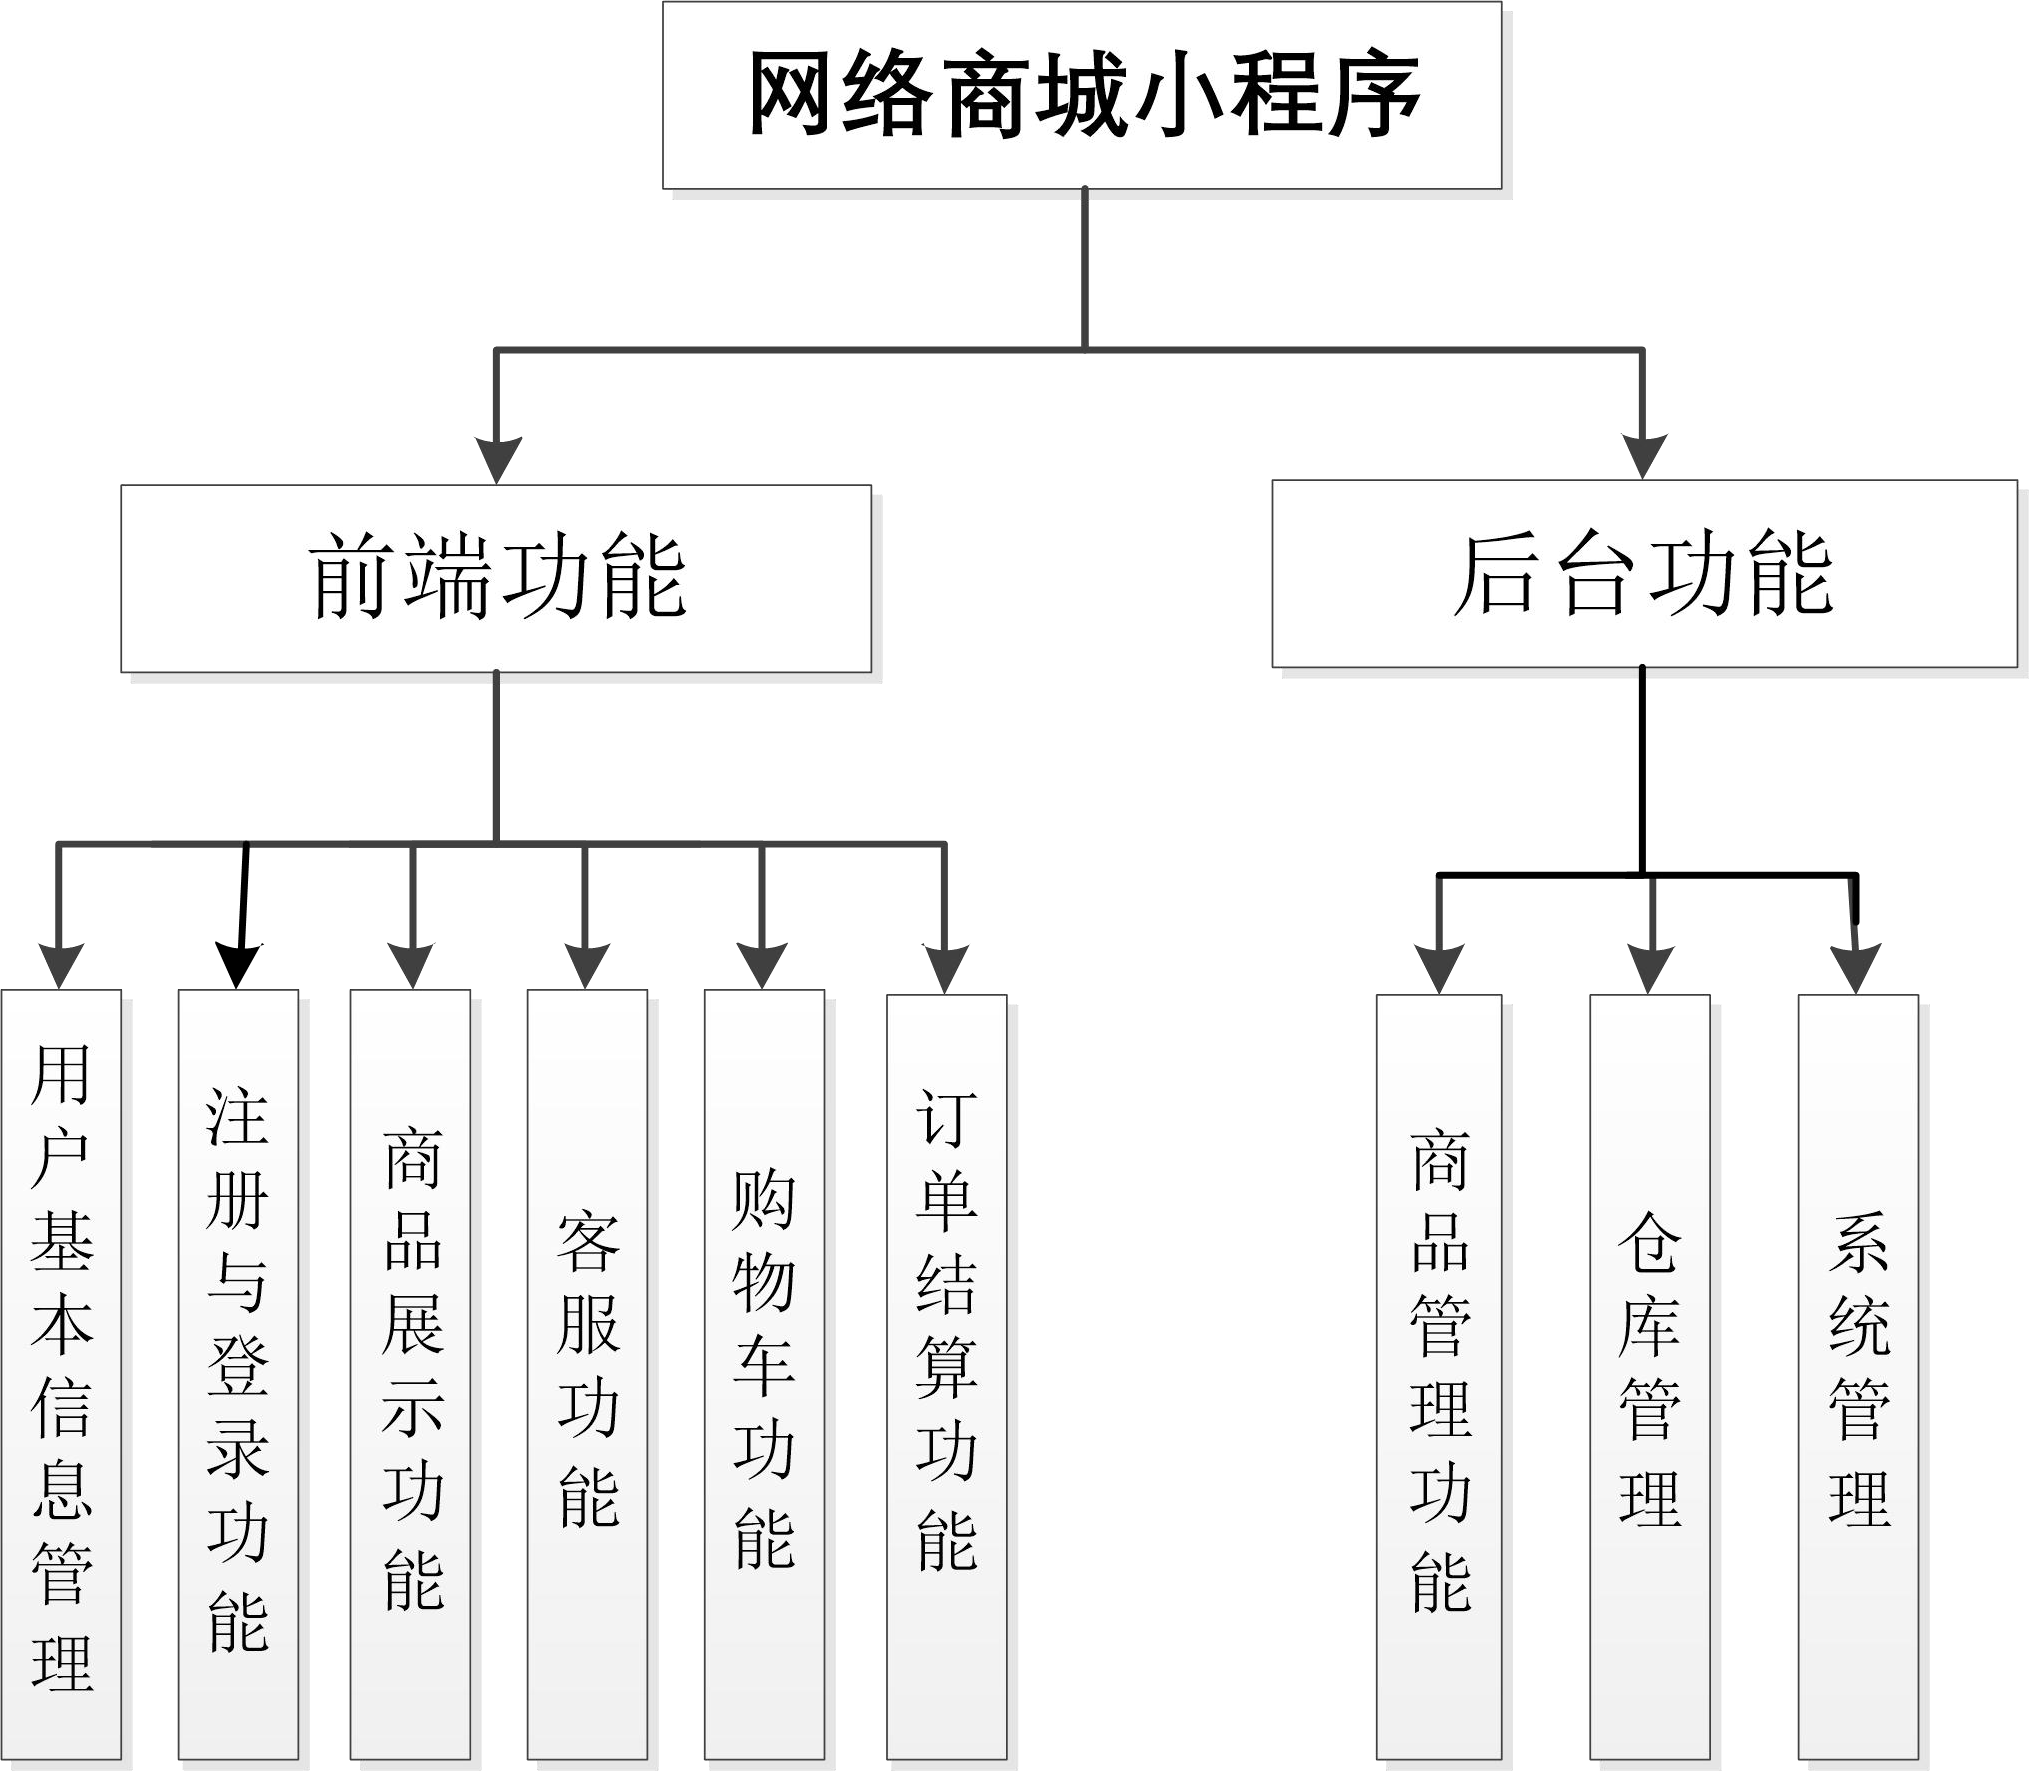 网络商城小程序
前端功能
后台功能
用户基本信息管理
注册与登录功能
商品展示功能
客服功能
购物车功能
订单结算功能
商品管理功能
仓库管理
系统管理